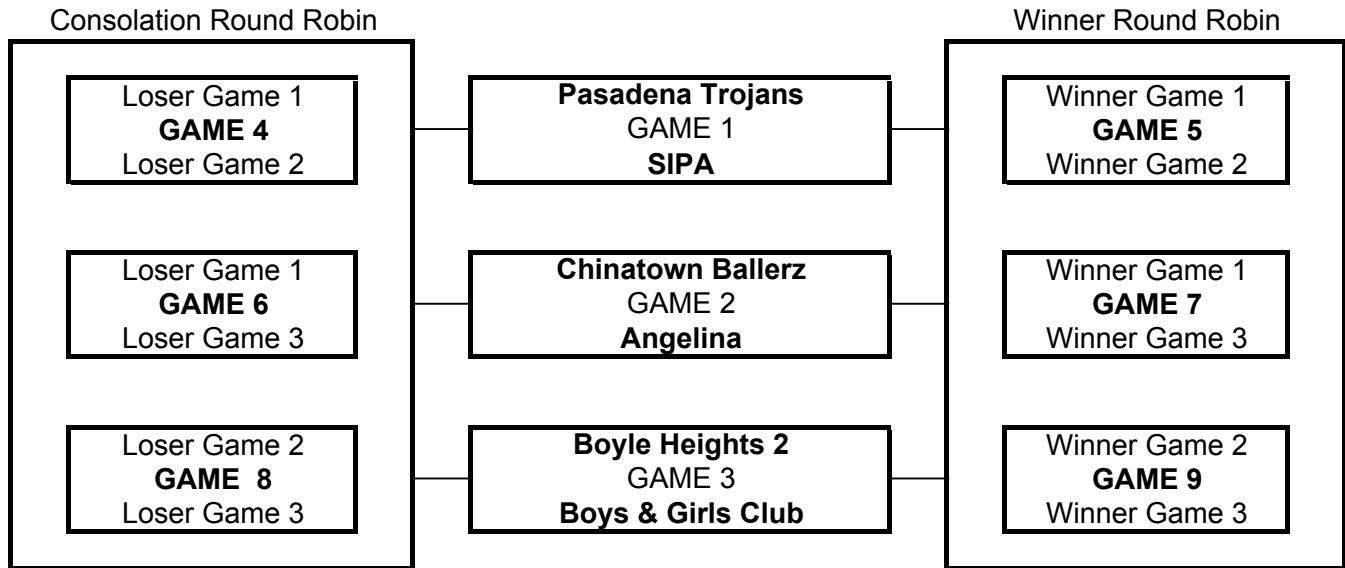 Consolation Round Robin
Winner Round Robin
Loser Game 1
GAME 4
Loser Game 2
Pasadena Trojans
GAME 1
SIPA
Winner Game 1
GAME 5
Winner Game 2
Loser Game 1
GAME 6
Loser Game 3
Chinatown Ballerz
GAME 2
Angelina
Winner Game 1
GAME 7
Winner Game 3
Loser Game 2
GAME 8
Loser Game 3
Boyle Heights 2
GAME 3
Boys & Girls Club
Winner Game 2
GAME 9
Winner Game 3